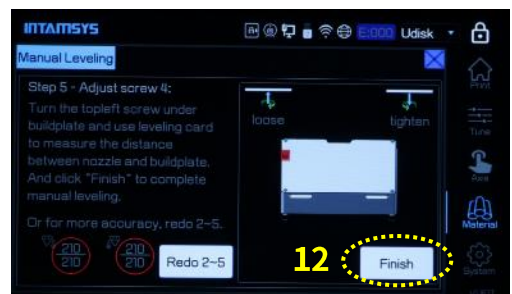 INTAMSYS
E:000 Udisk
Manual Leveling
Step 5 - Adjust screw 4:
Turn the topleft screw under
buildplate and use leveling card
to measure the distance
between nozzle and buildplate.
And click "Finish" to complete
manual leveling.
Or for more accuracy, redo 2~5.
210
210
210
210
Redo 2~5
loose
tighten
12
Finish
Print
Tune
Axis
Material
System